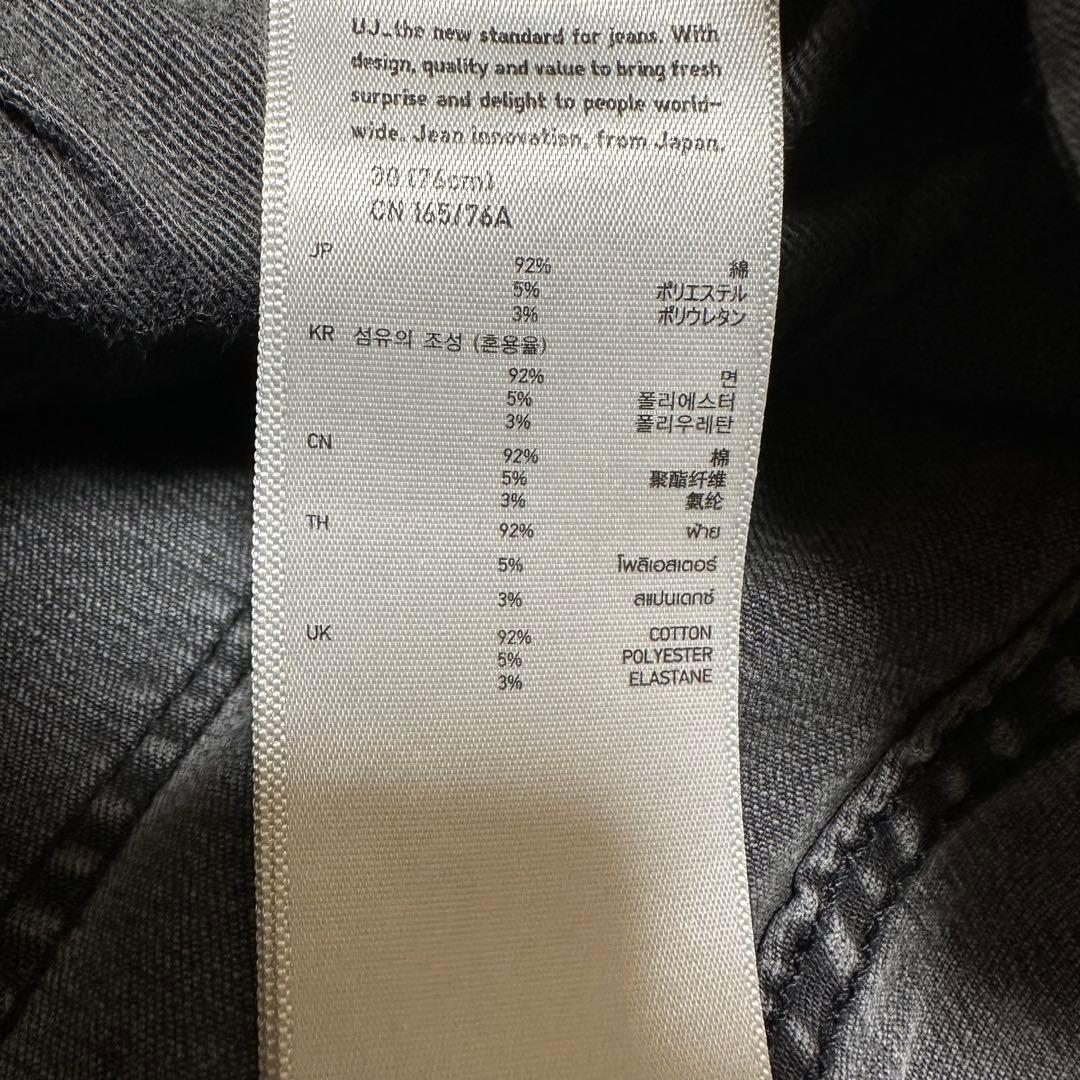 UJ_the new standard for jeans. With
design, quality and value to bring fresh
surprise and delight to people world-
wide. Jean innovation, from Japan.
30 (76cm)
CN 165/76A
JP
92% 綿
5% ポリエステル
3% ポリウレタン
KR 섬유의 조성 (혼용율)
92% 면
5% 폴리에스터
3% 폴리우레탄
CN
92% 棉
5% 聚酯纤维
3% 氨纶
TH
92% ฝ้าย
5% โพลิเอสเตอร์
3% สแปนเดกซ์
UK
92% COTTON
5% POLYESTER
3% ELASTANE